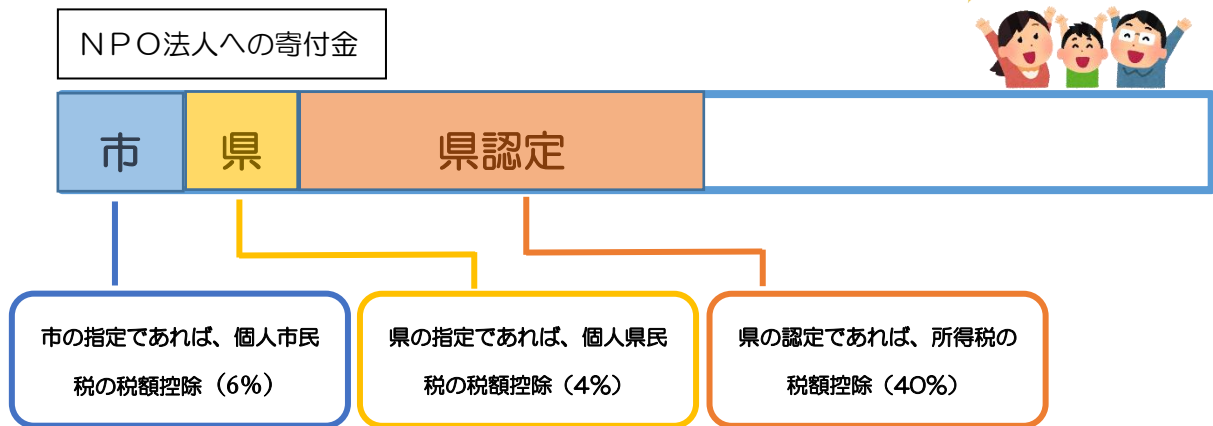 NPO法人への寄付金
市
県
県認定
市の指定であれば、個人市民
税の税額控除(6%)
県の指定であれば、個人県民
税の税額控除(4%)
県の認定であれば、所得税の
税額控除(40%)